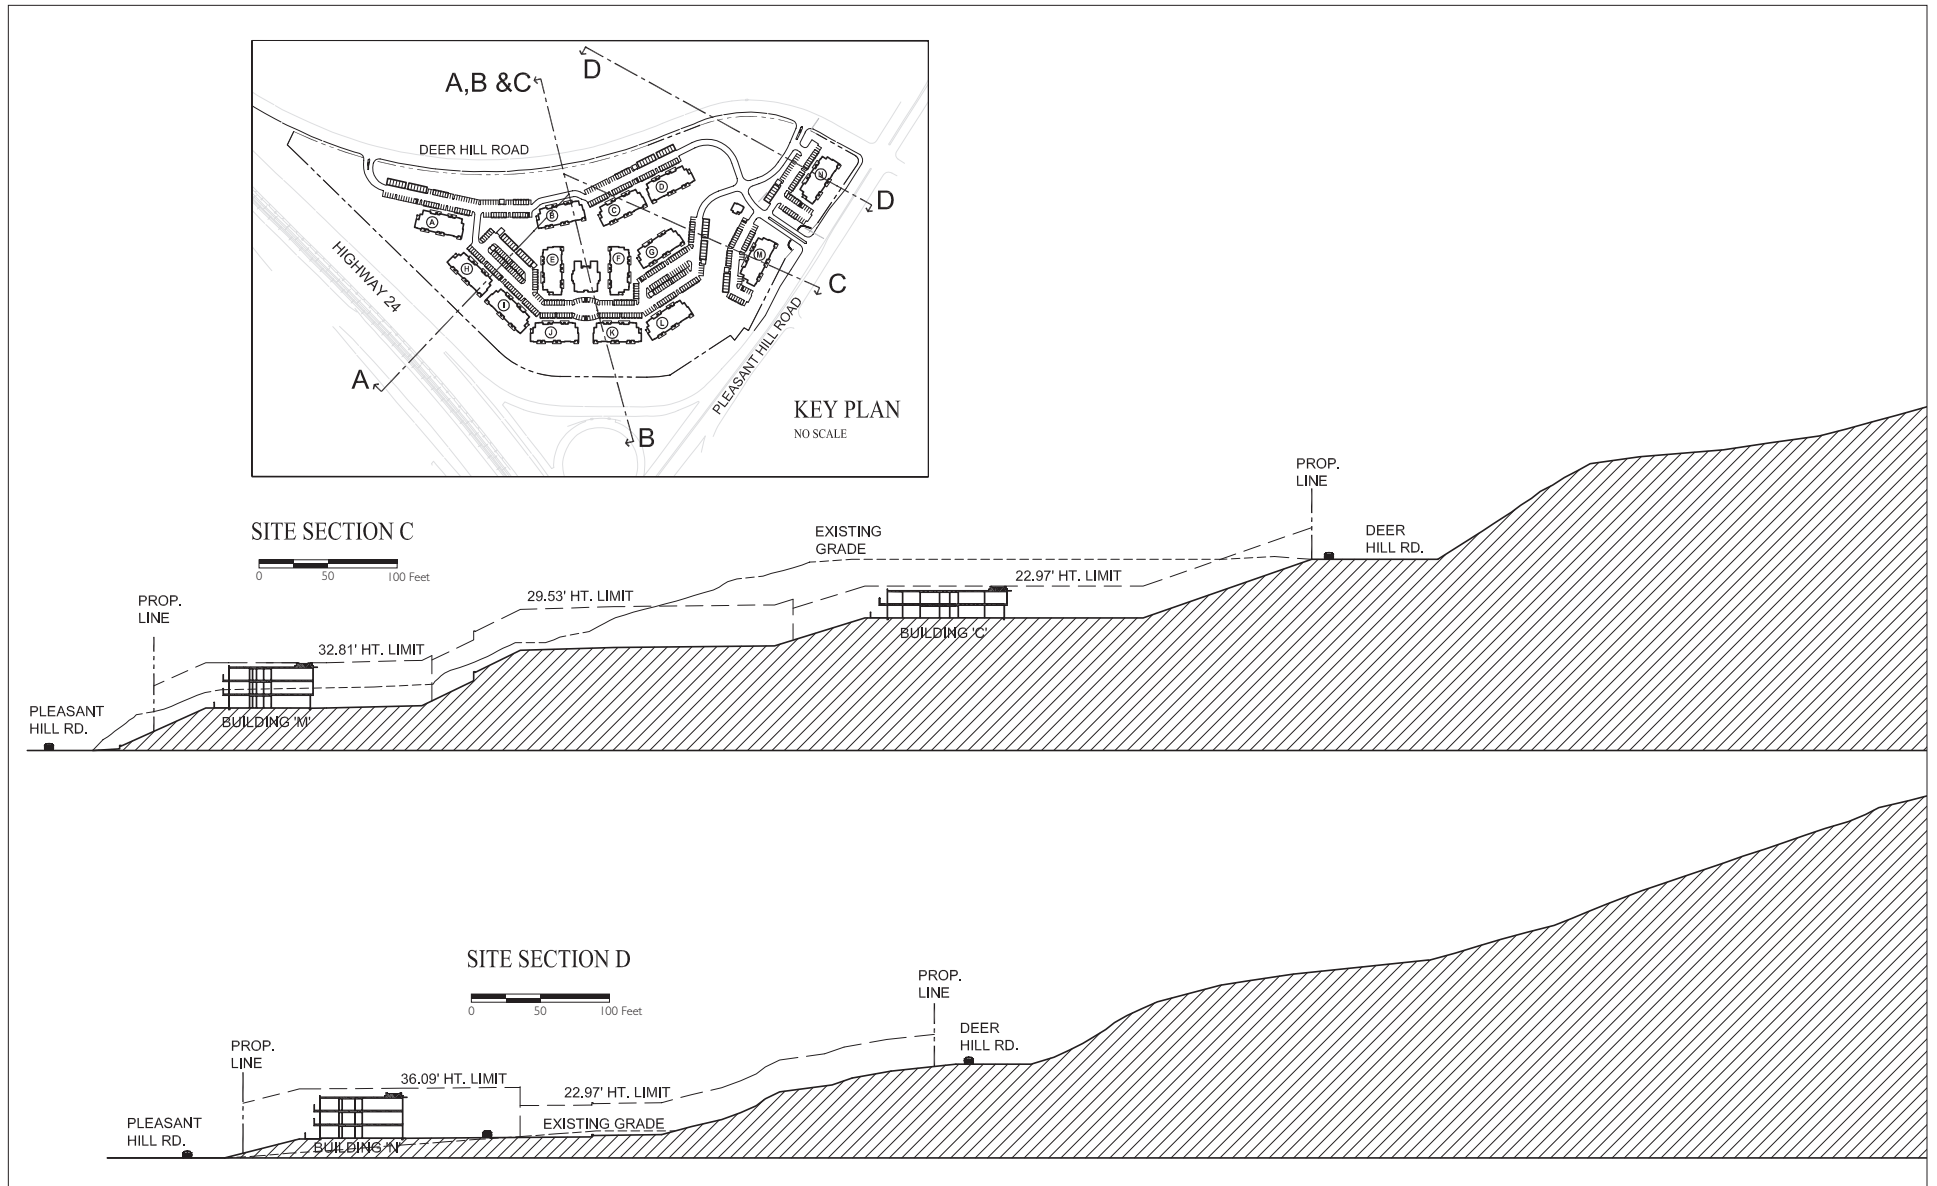 D
A,B &C
DEER HILL ROAD
N
D
C
B
A
D
M
G
E
F
H
C
HIGHWAY 24
I
L
J
K
PLEASANT HILL ROAD
A
KEY PLAN
NO SCALE
B
PROP.
LINE
SITE SECTION C
0 50 100 Feet
EXISTING
GRADE
DEER
HILL RD.
22.97' HT. LIMIT
29.53' HT. LIMIT
PROP.
LINE
BUILDING 'C'
32.81' HT. LIMIT
PLEASANT
HILL RD.
BUILDING 'M'
SITE SECTION D
0 50 100 Feet
PROP.
LINE
DEER
HILL RD.
PROP.
LINE
36.09' HT. LIMIT
22.97' HT. LIMIT
PLEASANT
HILL RD.
EXISTING GRADE
BUILDING 'N'